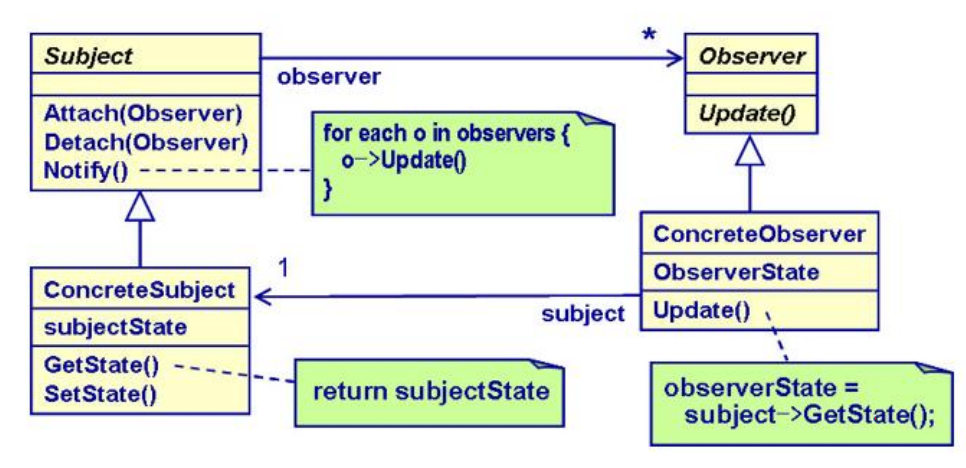 Subject
Attach(Observer)
Detach(Observer)
Notify()
observer
*
Observer
Update()
for each o in observers {
o->Update()
}
ConcreteSubject
subjectState
GetState()
SetState()
1
subject
return subjectState
ConcreteObserver
ObserverState
Update()
observerState =
subject->GetState();